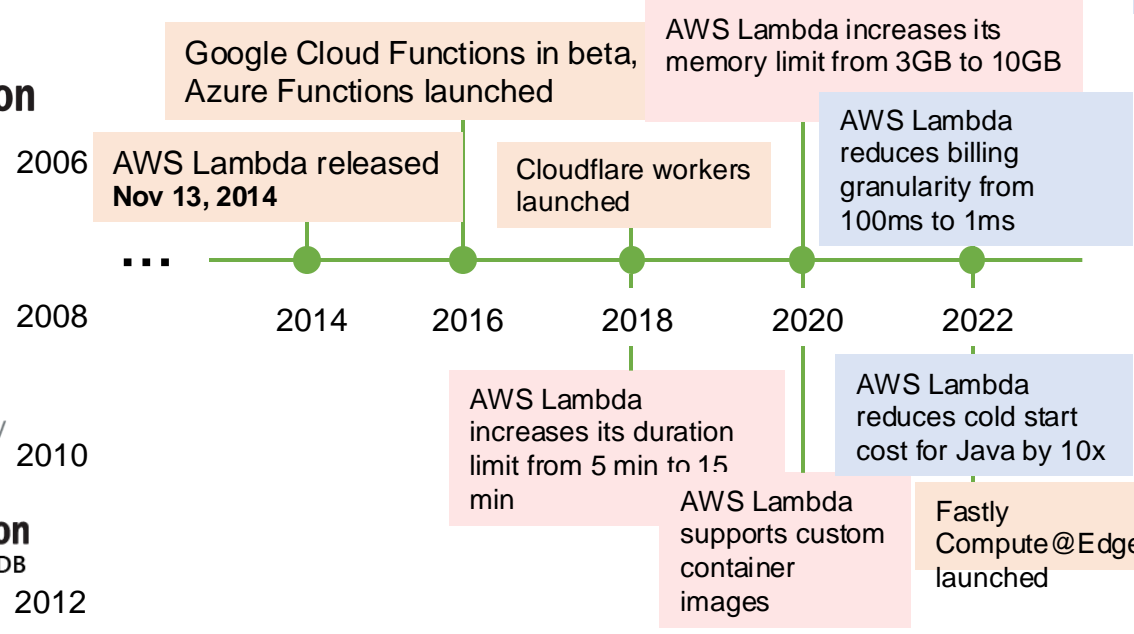 Google Cloud Functions in beta,
Azure Functions launched
AWS Lambda increases its
memory limit from 3GB to 10GB
on
2006
AWS Lambda released
Nov 13, 2014
Cloudflare workers
launched
AWS Lambda
reduces billing
granularity from
100ms to 1ms
...
2008
2014
2016
2018
2020
2022
AWS Lambda
increases its duration
limit from 5 min to 15
min
AWS Lambda
reduces cold start
cost for Java by 10x
2010
AWS Lambda
supports custom
container
images
Fastly
Compute@Edge
launched
on
DB
2012